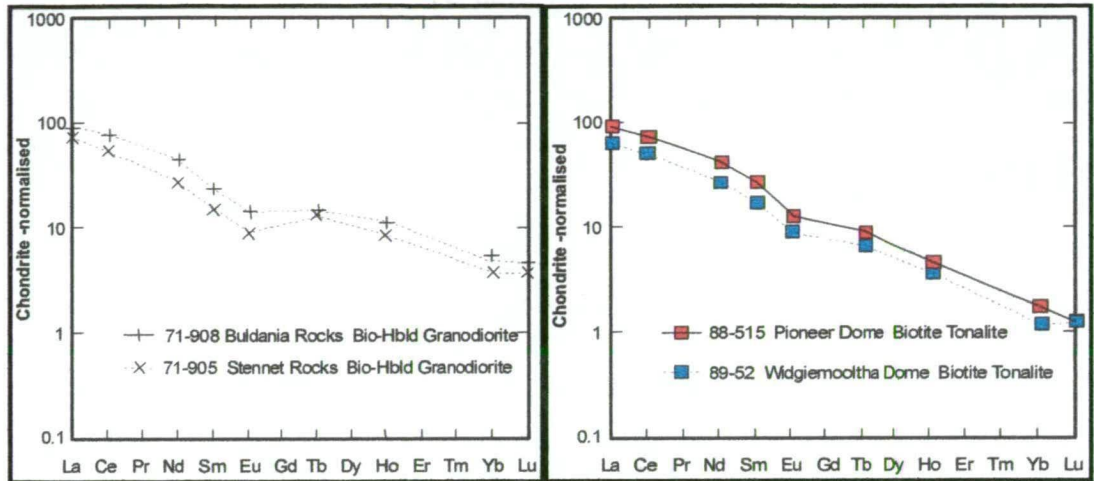 1000
100
10
1
0.1
Chondrite -normalised
71-908 Buldania Rocks Bio-Hbld Granodiorite
71-905 Stennet Rocks Bio-Hbld Granodiorite
La Ce Pr Nd Sm Eu Gd Tb Dy Ho Er Tm Yb Lu
1000
100
10
1
0.1
Chondrite -normalised
88-515 Pioneer Dome Biotite Tonalite
89-52 Widgiemooltha Dome Biotite Tonalite
La Ce Pr Nd Sm Eu Gd Tb Dy Ho Er Tm Yb Lu